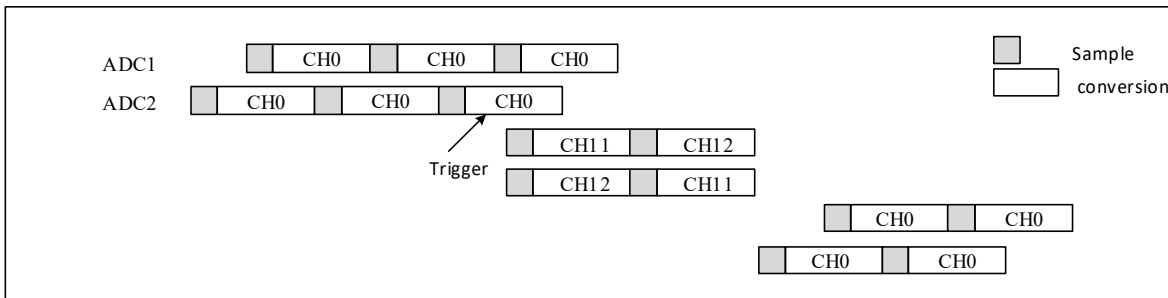 ADC1 CH0 CH0 CH0 Sample
ADC2 CH0 CH0 CH0 conversion
Trigger CH11 CH12
CH12 CH11
CH0 CH0
CH0 CH0